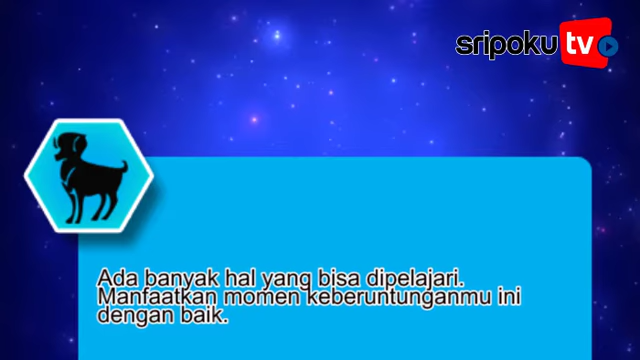 sripoku tv
Ada banyak hal yang bisa dipelajari.
Manfaatkan momen keberuntunganmu ini
dengan baik.